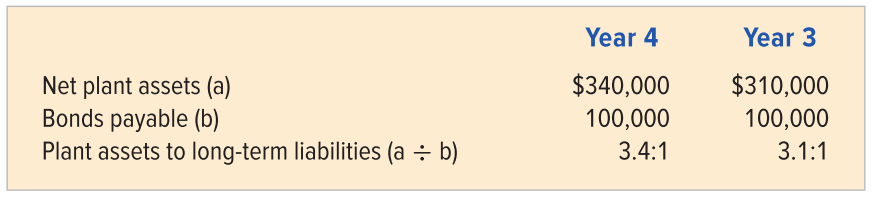 Year 4 Year 3
Net plant assets (a) $340,000 $310,000
Bonds payable (b) 100,000 100,000
Plant assets to long-term liabilities (a ÷ b) 3.4:1 3.1:1